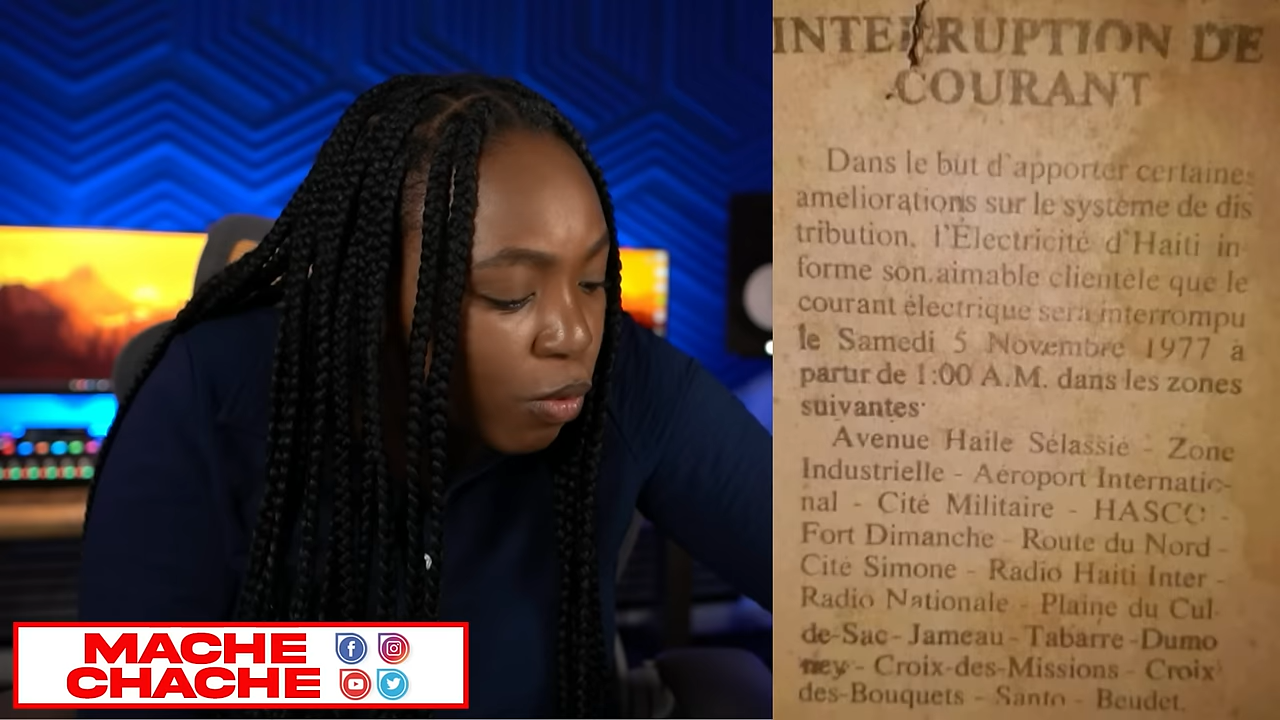 MACHE
CHACHE
INTERRUPTION DE
COURANT
Dans le but d'apporter certaines
améliorations sur le système de dis
tribution, l'Électricité d'Haiti in-
forme son aimable clientèle que le
courant électrique sera interrompu
le Samedi 5 Novembre 1977 à
partir de 1:00 A.M. dans les zones
suivantes:
Avenue Haile Sélassié - Zone
Industrielle - Aéroport Internatio-
nal - Cité Militaire - HASCO -
Fort Dimanche - Route du Nord -
Cité Simone - Radio Haiti Inter -
Radio Nationale - Plaine du Cul-
de-Sac - Jameau - Tabarre - Dumo
ney - Croix-des-Missions - Croix
des-Bouquets - Santo - Beudet.